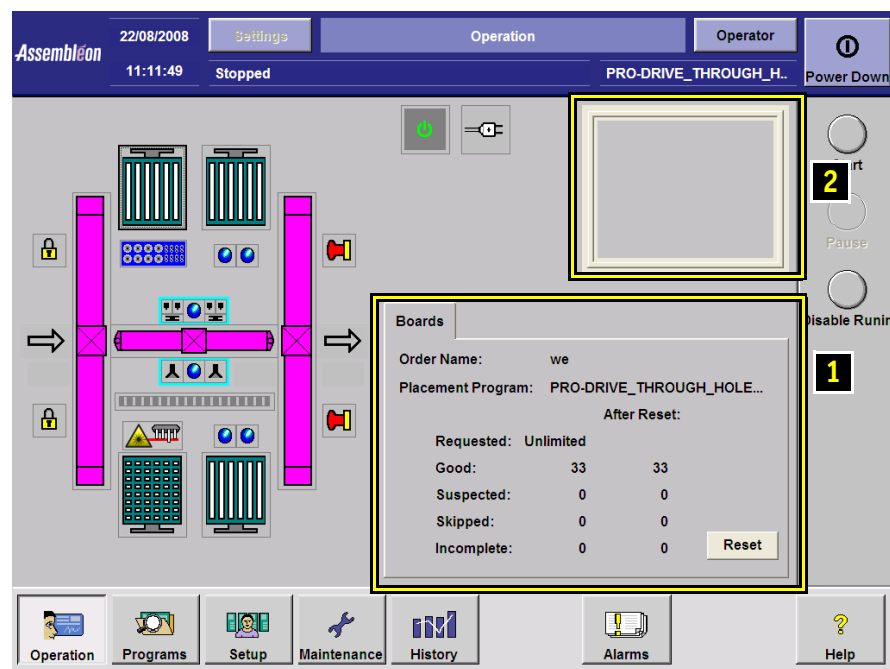 Assembléon
22/08/2008
11:11:49
Settings
Operation
Operator
Stopped
PRO-DRIVE_THROUGH_H..
Power Down
2
Pause
Disable Runin
1
Boards
Order Name: we
Placement Program: PRO-DRIVE_THROUGH_HOLE...
After Reset:
Requested: Unlimited
Good: 33 33
Suspected: 0 0
Skipped: 0 0
Incomplete: 0 0
Reset
Operation
Programs
Setup
Maintenance
History
Alarms
Help